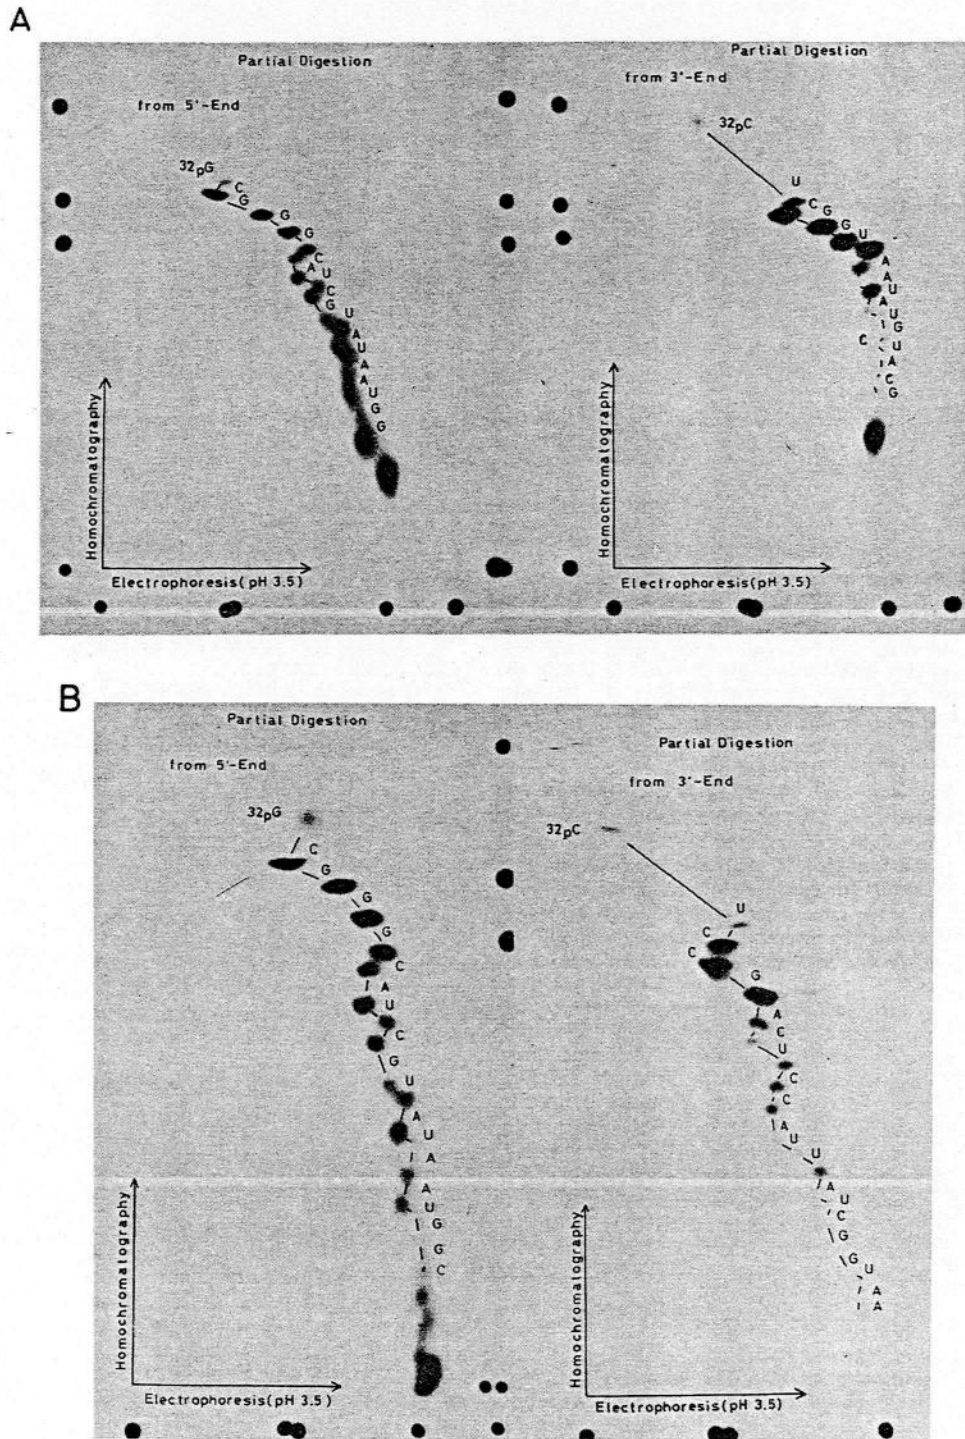 A
Partial Digestion
from 5'-End
32pG
C
G
G
G
C
A
U
C
G
U
A
U
A
A
U
G
G
Homochromatography
Electrophoresis(pH 3.5)
Partial Digestion
from 3'-End
32pC
U
C
G
G
U
A
A
U
A
U
G
C
U
A
C
G
Homochromatography
Electrophoresis(pH 3.5)
B
Partial Digestion
from 5'-End
32pG
C
G
G
G
C
A
U
C
G
U
A
U
A
A
U
G
G
C
Homochromatography
Electrophoresis(pH 3.5)
Partial Digestion
from 3'-End
32pC
U
C
C
G
A
C
U
C
C
A
U
U
A
U
C
G
G
U
A
A
Homochromatography
Electrophoresis(pH 3.5)